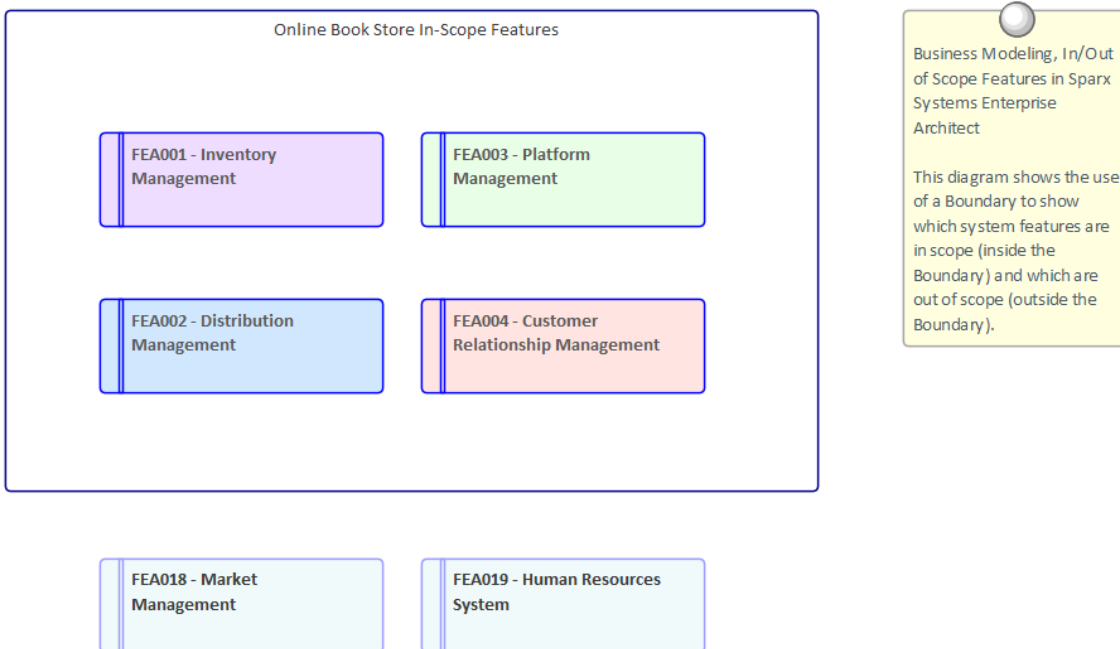 Online Book Store In-Scope Features
FEA001 - Inventory
Management
FEA003 - Platform
Management
FEA002 - Distribution
Management
FEA004 - Customer
Relationship Management
FEA018 - Market
Management
FEA019 - Human Resources
System
Business Modeling, In/Out
of Scope Features in Sparx
Systems Enterprise
Architect
This diagram shows the use
of a Boundary to show
which system features are
in scope (inside the
Boundary) and which are
out of scope (outside the
Boundary).